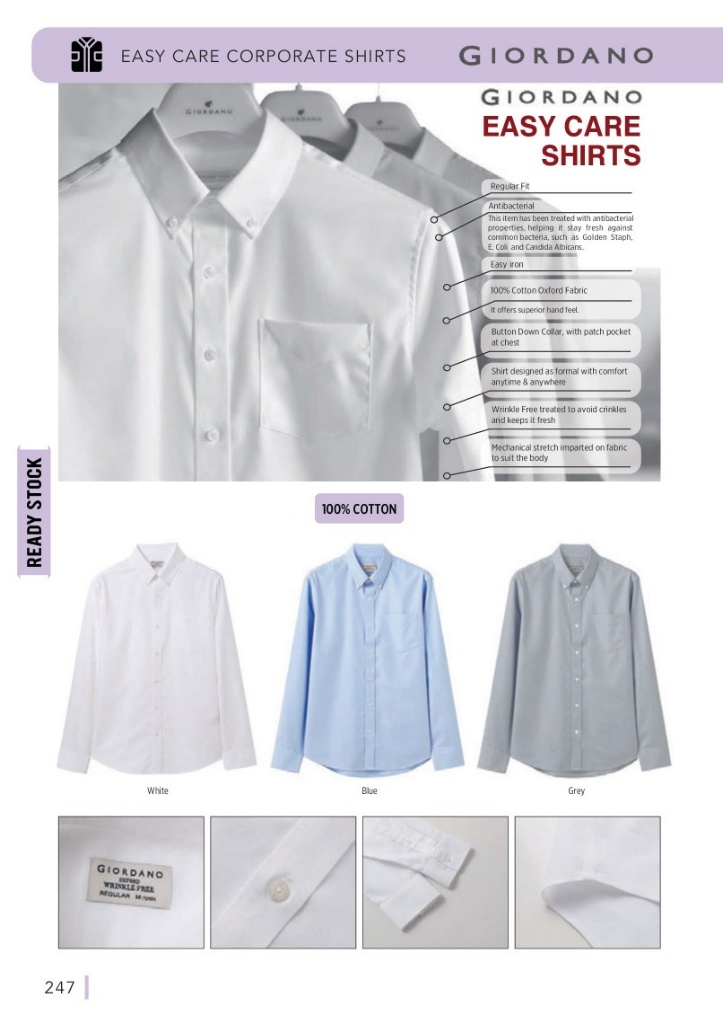 EASY CARE CORPORATE SHIRTS
GIORDANO
GIORDANO
GIORDANO
GIORDANO
GIORDANO
EASY CARE
SHIRTS
Regular Fit
Antibacterial
This item has been treated with antibacterial
properties, helping it stay fresh against
common bacteria, such as Golden Staph,
E. Coli and Candida Albicans.
Easy iron
100% Cotton Oxford Fabric
It offers superior hand feel.
Button Down Collar, with patch pocket
at chest
Shirt designed as formal with comfort
anytime & anywhere
Wrinkle Free treated to avoid crinkles
and keeps it fresh
Mechanical stretch imparted on fabric
to suit the body
READY STOCK
100% COTTON
White
Blue
Grey
GIORDANO
OXFORD
WRINKLE FREE
REGULAR M
247